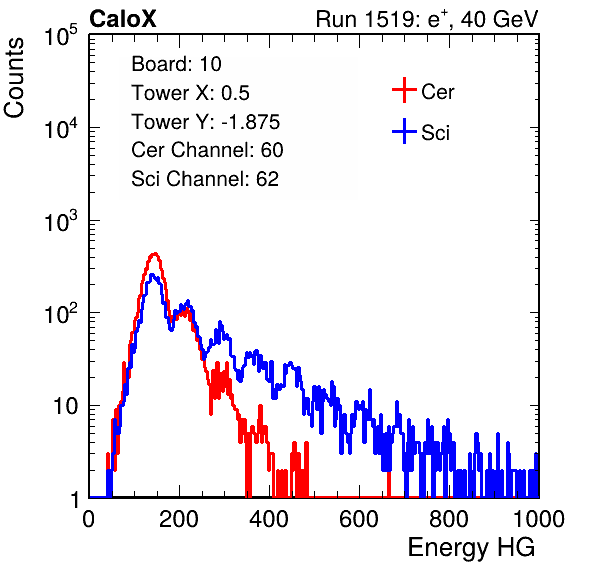 CaloX Run 1519: e⁺, 40 GeV
Counts
Board: 10
Tower X: 0.5
Tower Y: -1.875
Cer Channel: 60
Sci Channel: 62
Cer
Sci
10⁵
10⁴
10³
10²
10
1
0 200 400 600 800 1000
Energy HG